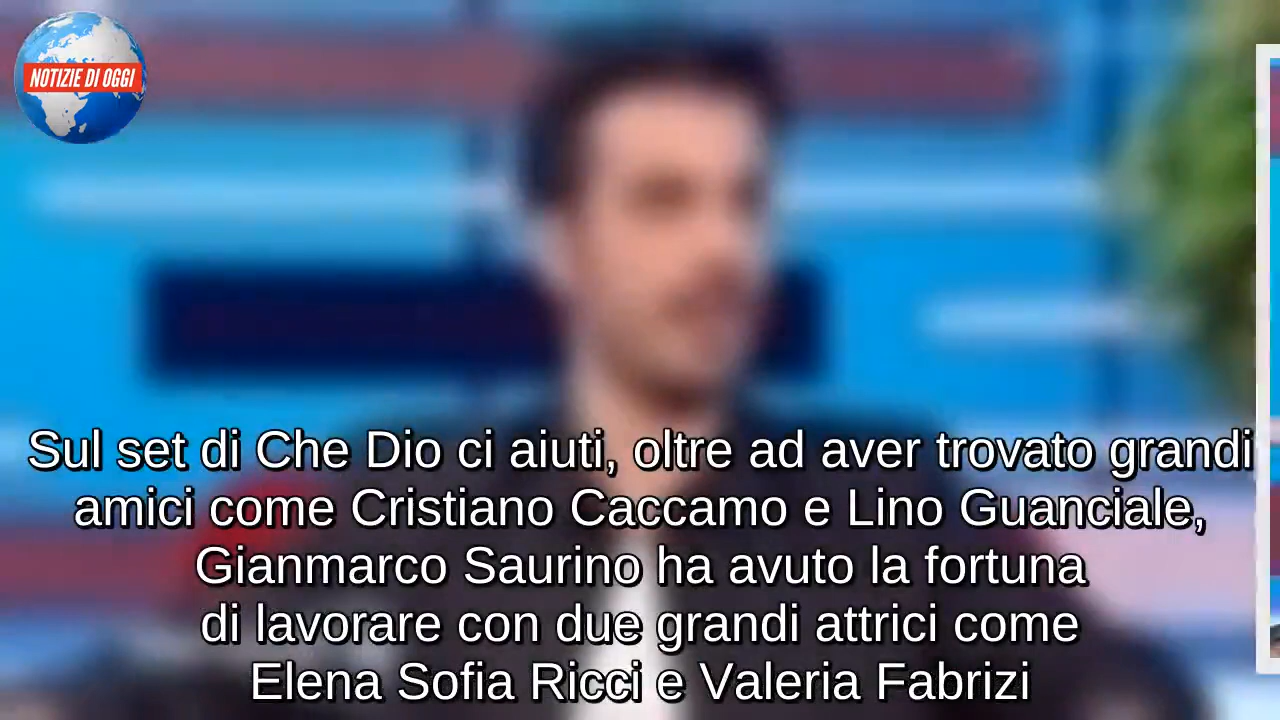 NOTIZIE DI OGGI
Sul set di Che Dio ci aiuti, oltre ad aver trovato grandi
amici come Cristiano Caccamo e Lino Guanciale,
Gianmarco Saurino ha avuto la fortuna
di lavorare con due grandi attrici come
Elena Sofia Ricci e Valeria Fabrizi